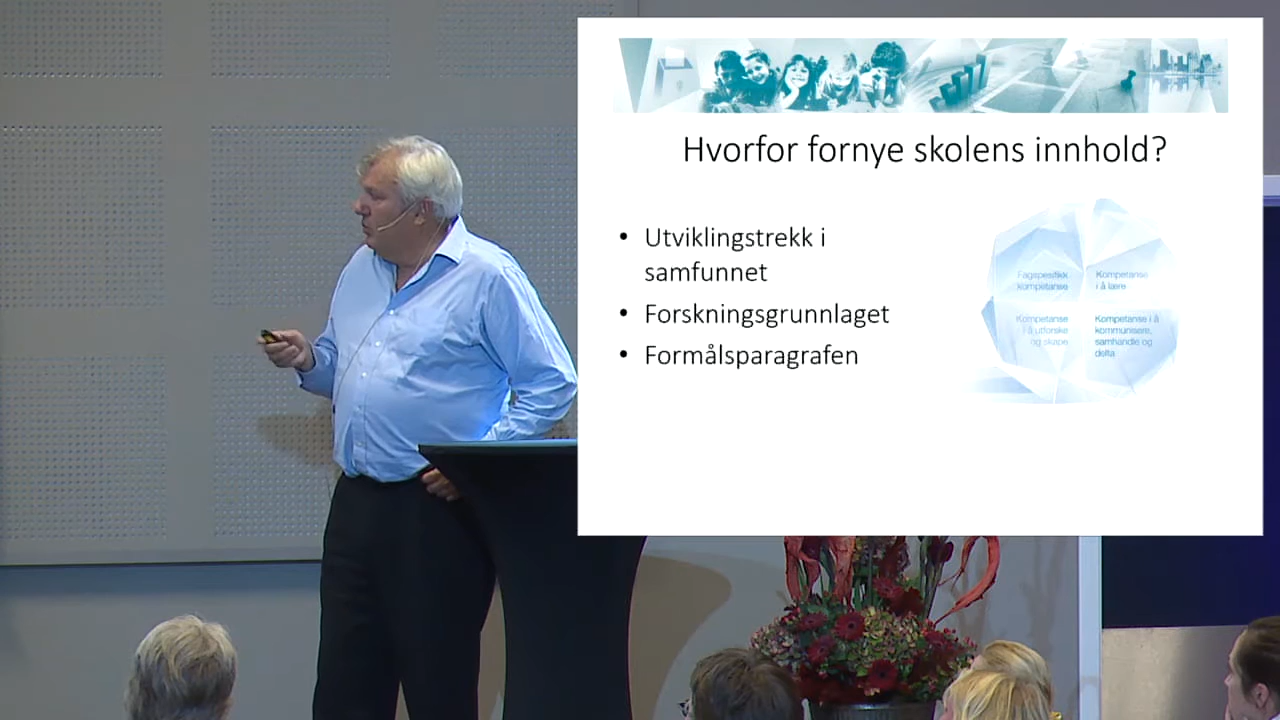 Hvorfor fornye skolens innhold?
• Utviklingstrekk i
samfunnet
• Forskningsgrunnlaget
• Formålsparagrafen
Fagspesifikk
kompetanse
Kompetanse
i å lære
Kompetanse
i å utforske
og skape
Kompetanse i å
kommunisere,
samhandle og
delta